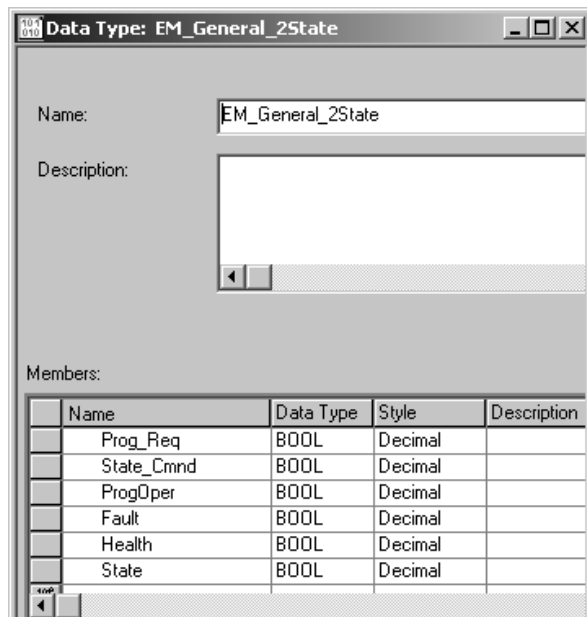 Data Type: EM_General_2State
Name: EM_General_2State
Description:
Members:
Name Data Type Style Description
Prog_Req BOOL Decimal
State_Cmnd BOOL Decimal
ProgOper BOOL Decimal
Fault BOOL Decimal
Health BOOL Decimal
State BOOL Decimal